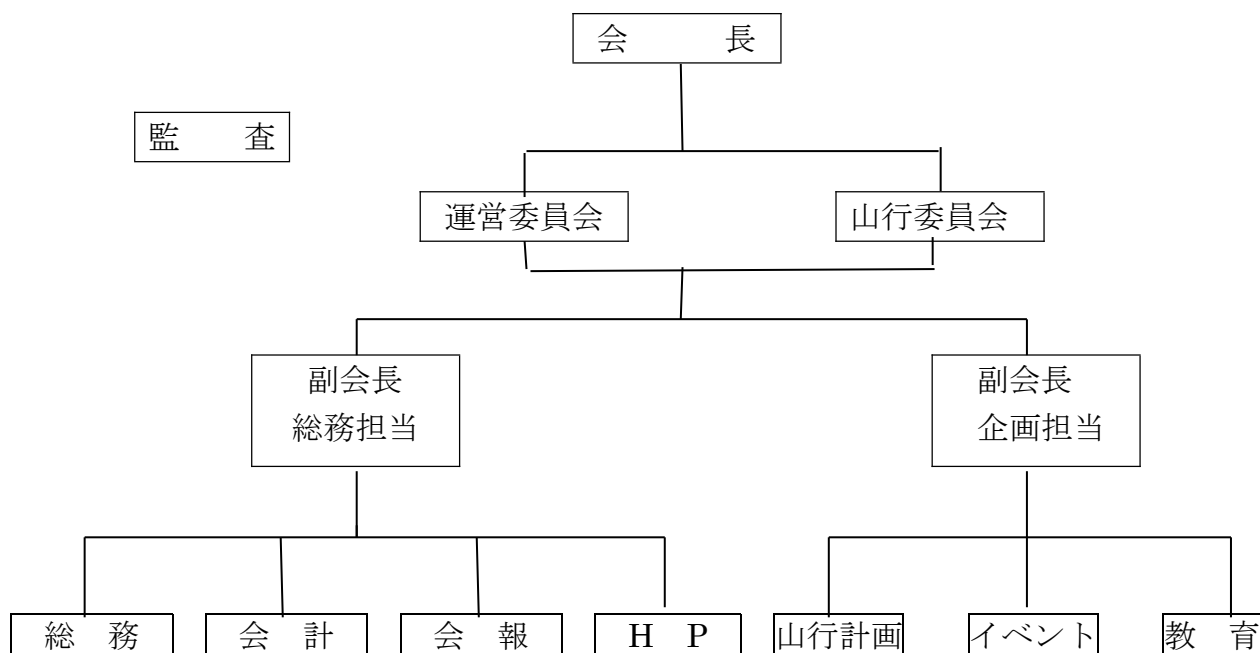 会　　長
監　　査
運営委員会
山行委員会
副会長
総務担当
副会長
企画担当
総　務
会　計
会　報
Ｈ　Ｐ
山行計画
イベント
教　育